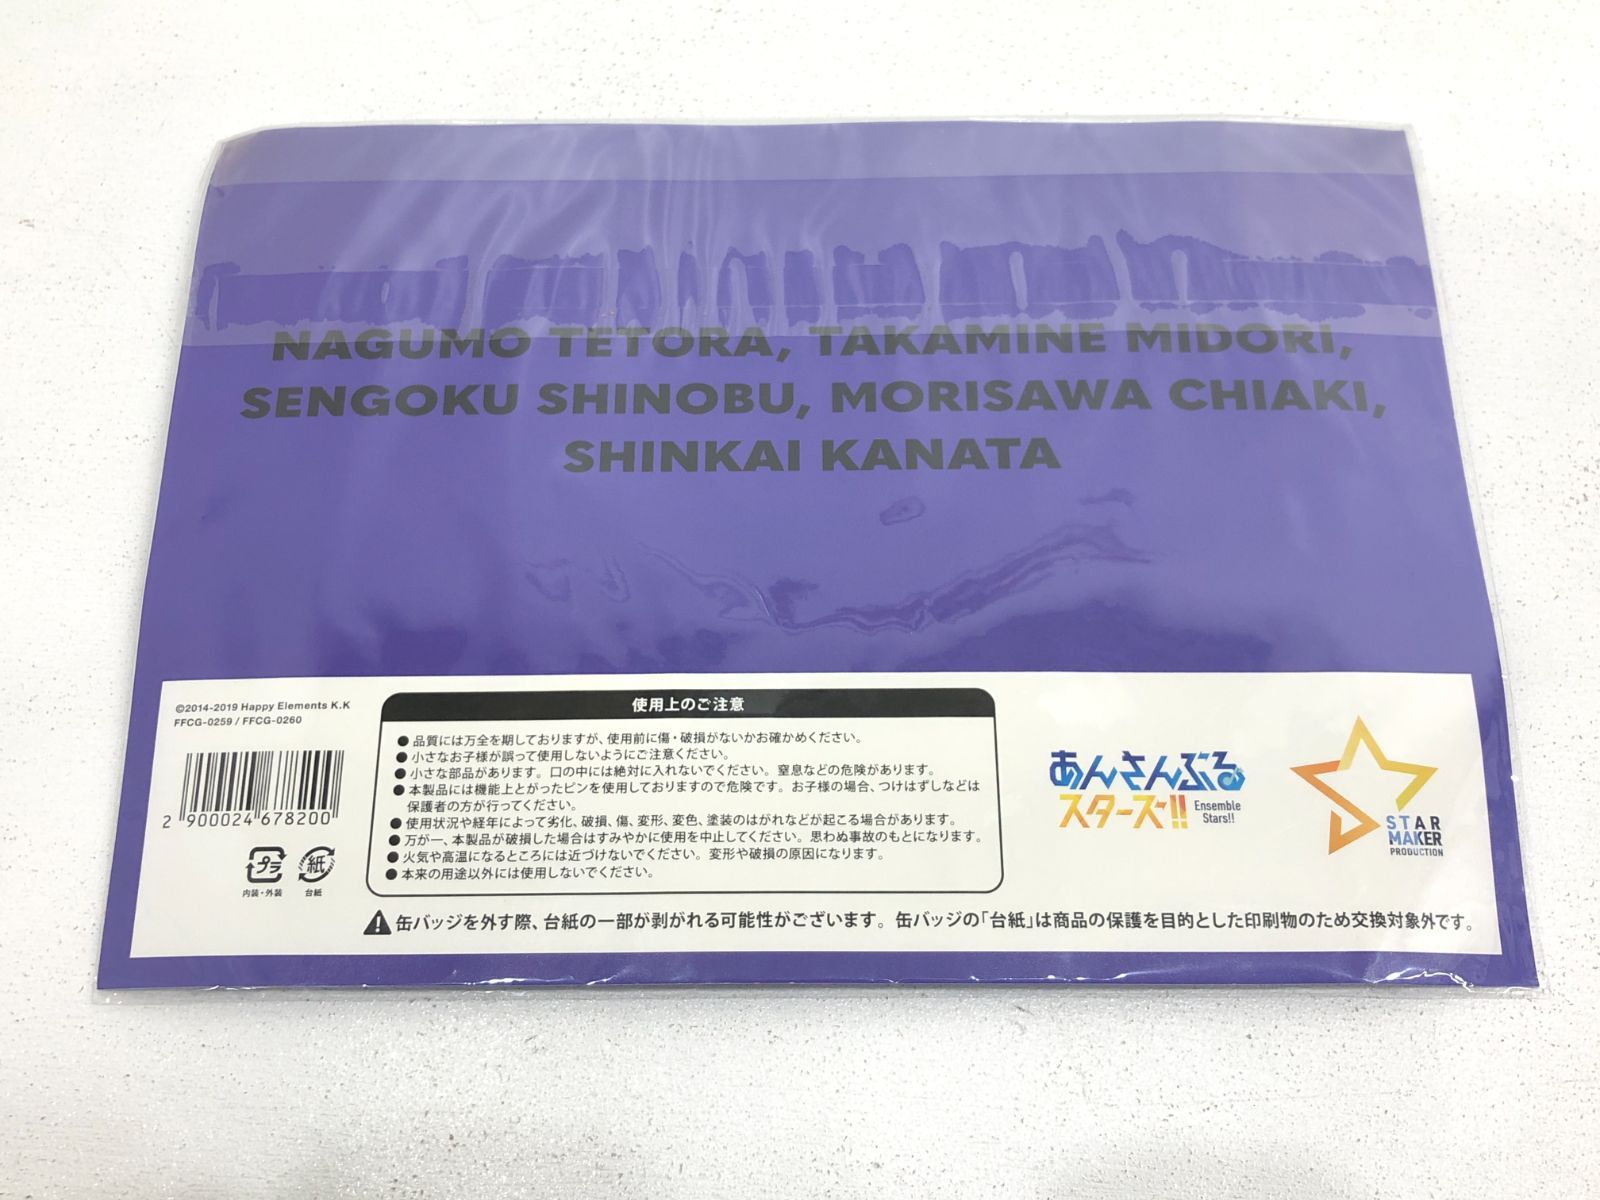 NAGUMO TETORA, TAKAMINE MIDORI,
SENGOKU SHINOBU, MORISAWA CHIAKI,
SHINKAI KANATA
©2014-2019 Happy Elements K.K
FFCG-0259 / FFCG-0260
2 900024 678200
プラ
紙
内装・外装
台紙
使用上のご注意
●品質には万全を期しておりますが、使用前に傷・破損がないかお確かめください。
●小さなお子様が誤って使用しないようにご注意ください。
●小さな部品があります。口の中には絶対に入れないでください。窒息などの危険があります。
●本製品には機能上とがったピンを使用しておりますので危険です。お子様の場合、つけはずしなどは
保護者の方が行ってください。
●使用状況や経年によって劣化、破損、傷、変形、変色、塗装のはがれなどが起こる場合があります。
●万が一、本製品が破損した場合はすみやかに使用を中止してください。思わぬ事故のもとになります。
●火気や高温になるところには近づけないでください。変形や破損の原因になります。
●本来の用途以外には使用しないでください。
あんさんぶる
スターズ!!
Ensemble
Stars!!
STAR
MAKER
PRODUCTION
缶バッジを外す際、台紙の一部が剥がれる可能性がございます。缶バッジの「台紙」は商品の保護を目的とした印刷物のため交換対象外です。